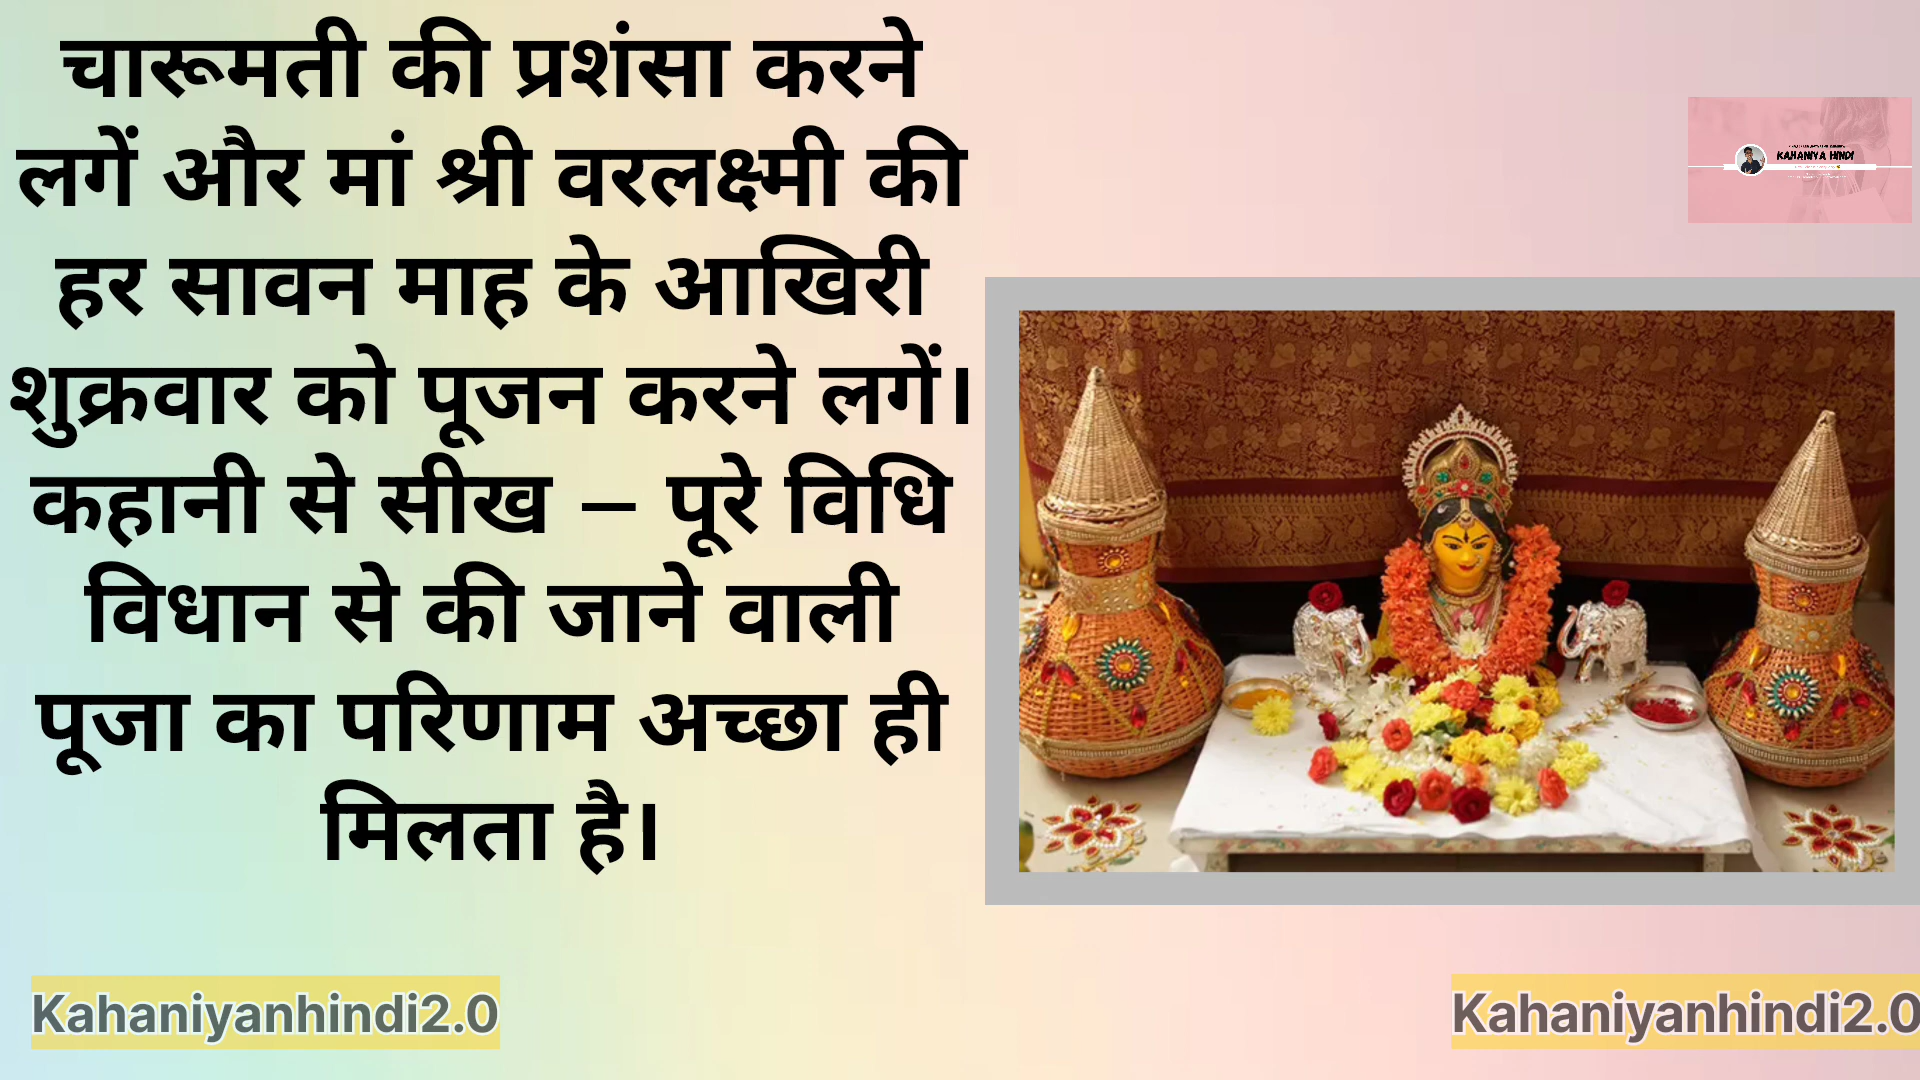 चारूमती की प्रशंसा करने
लगें और मां श्री वरलक्ष्मी की
हर सावन माह के आखिरी
शुक्रवार को पूजन करने लगें।
कहानी से सीख – पूरे विधि
विधान से की जाने वाली
पूजा का परिणाम अच्छा ही
मिलता है।
KAHANIYA HINDI
Kahaniyanhindi2.0
Kahaniyanhindi2.0